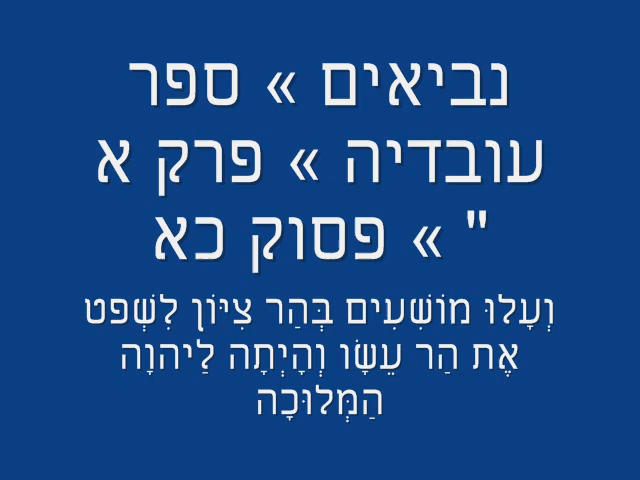 נביאים » ספר
עובדיה » פרק א
" » פסוק כא
וְעָלוּ מוֹשִׁעִים בְּהַר צִיּוֹן לִשְׁפֹּט
אֶת הַר עֵשָׂו וְהָיְתָה לַיהוָה
הַמְּלוּכָה